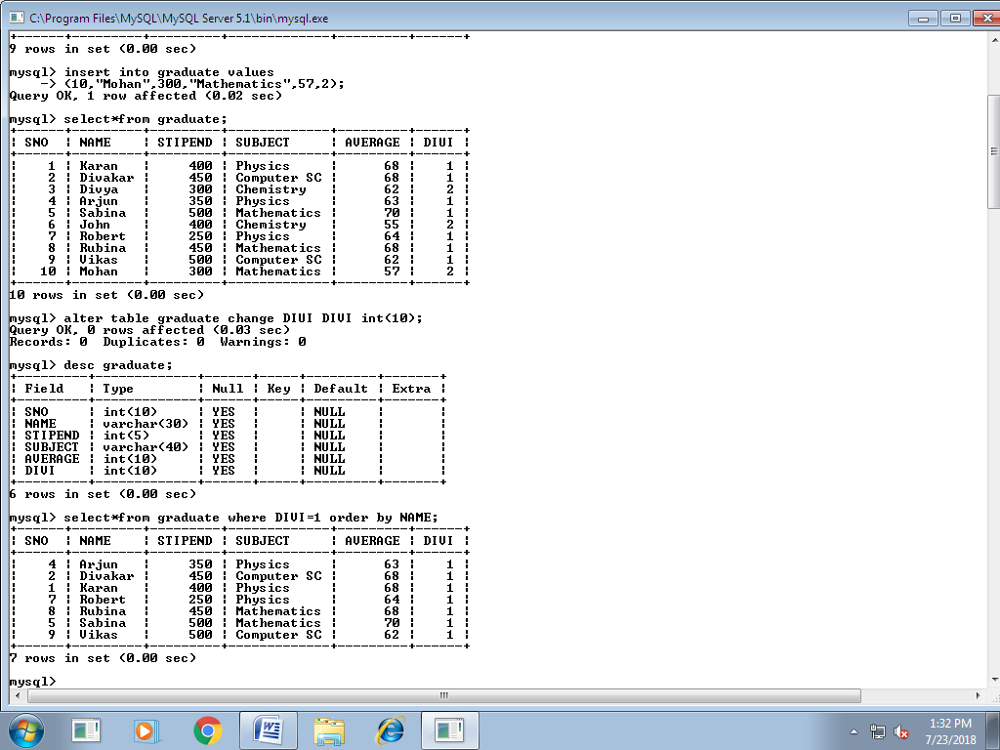 C:\Program Files\MySQL\MySQL Server 5.1\bin\mysql.exe
+------+---------+---------+--------------+---------+------+
9 rows in set (0.00 sec)
mysql> insert into graduate values
    -> (10,"Mohan",300,"Mathematics",57,2);
Query OK, 1 row affected (0.02 sec)
mysql> select*from graduate;
+------+---------+---------+-------------+---------+------+
| SNO  | NAME    | STIPEND | SUBJECT     | AVERAGE | DIVI |
+------+---------+---------+-------------+---------+------+
|    1 | Karan   |     400 | Physics     |      68 |    1 |
|    2 | Divakar |     450 | Computer SC |      68 |    1 |
|    3 | Divya   |     300 | Chemistry   |      62 |    2 |
|    4 | Arjun   |     350 | Physics     |      63 |    1 |
|    5 | Sabina  |     500 | Mathematics |      70 |    1 |
|    6 | John    |     400 | Chemistry   |      55 |    2 |
|    7 | Robert  |     250 | Physics     |      64 |    1 |
|    8 | Rubina  |     450 | Mathematics |      68 |    1 |
|    9 | Vikas   |     500 | Computer SC |      62 |    1 |
|   10 | Mohan   |     300 | Mathematics |      57 |    2 |
+------+---------+---------+-------------+---------+------+
10 rows in set (0.00 sec)
mysql> alter table graduate change DIVI DIVI int(10);
Query OK, 0 rows affected (0.03 sec)
Records: 0  Duplicates: 0  Warnings: 0
mysql> desc graduate;
+---------+-------------+------+-----+---------+-------+
| Field   | Type        | Null | Key | Default | Extra |
+---------+-------------+------+-----+---------+-------+
| SNO     | int(10)     | YES  |     | NULL    |       |
| NAME    | varchar(30) | YES  |     | NULL    |       |
| STIPEND | int(5)      | YES  |     | NULL    |       |
| SUBJECT | varchar(40) | YES  |     | NULL    |       |
| AVERAGE | int(10)     | YES  |     | NULL    |       |
| DIVI    | int(10)     | YES  |     | NULL    |       |
+---------+-------------+------+-----+---------+-------+
6 rows in set (0.00 sec)
mysql> select*from graduate where DIVI=1 order by NAME;
+------+---------+---------+-------------+---------+------+
| SNO  | NAME    | STIPEND | SUBJECT     | AVERAGE | DIVI |
+------+---------+---------+-------------+---------+------+
|    4 | Arjun   |     350 | Physics     |      63 |    1 |
|    2 | Divakar |     450 | Computer SC |      68 |    1 |
|    1 | Karan   |     400 | Physics     |      68 |    1 |
|    7 | Robert  |     250 | Physics     |      64 |    1 |
|    8 | Rubina  |     450 | Mathematics |      68 |    1 |
|    5 | Sabina  |     500 | Mathematics |      70 |    1 |
|    9 | Vikas   |     500 | Computer SC |      62 |    1 |
+------+---------+---------+-------------+---------+------+
7 rows in set (0.00 sec)
mysql>
1:32 PM
7/23/2018